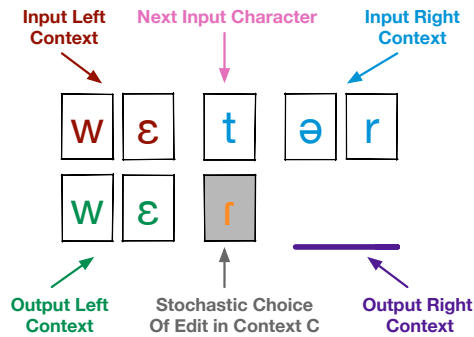 Input Left Context
Next Input Character
Input Right Context
w ɛ t ə r
w ɛ ɾ
Output Left Context
Stochastic Choice Of Edit in Context C
Output Right Context